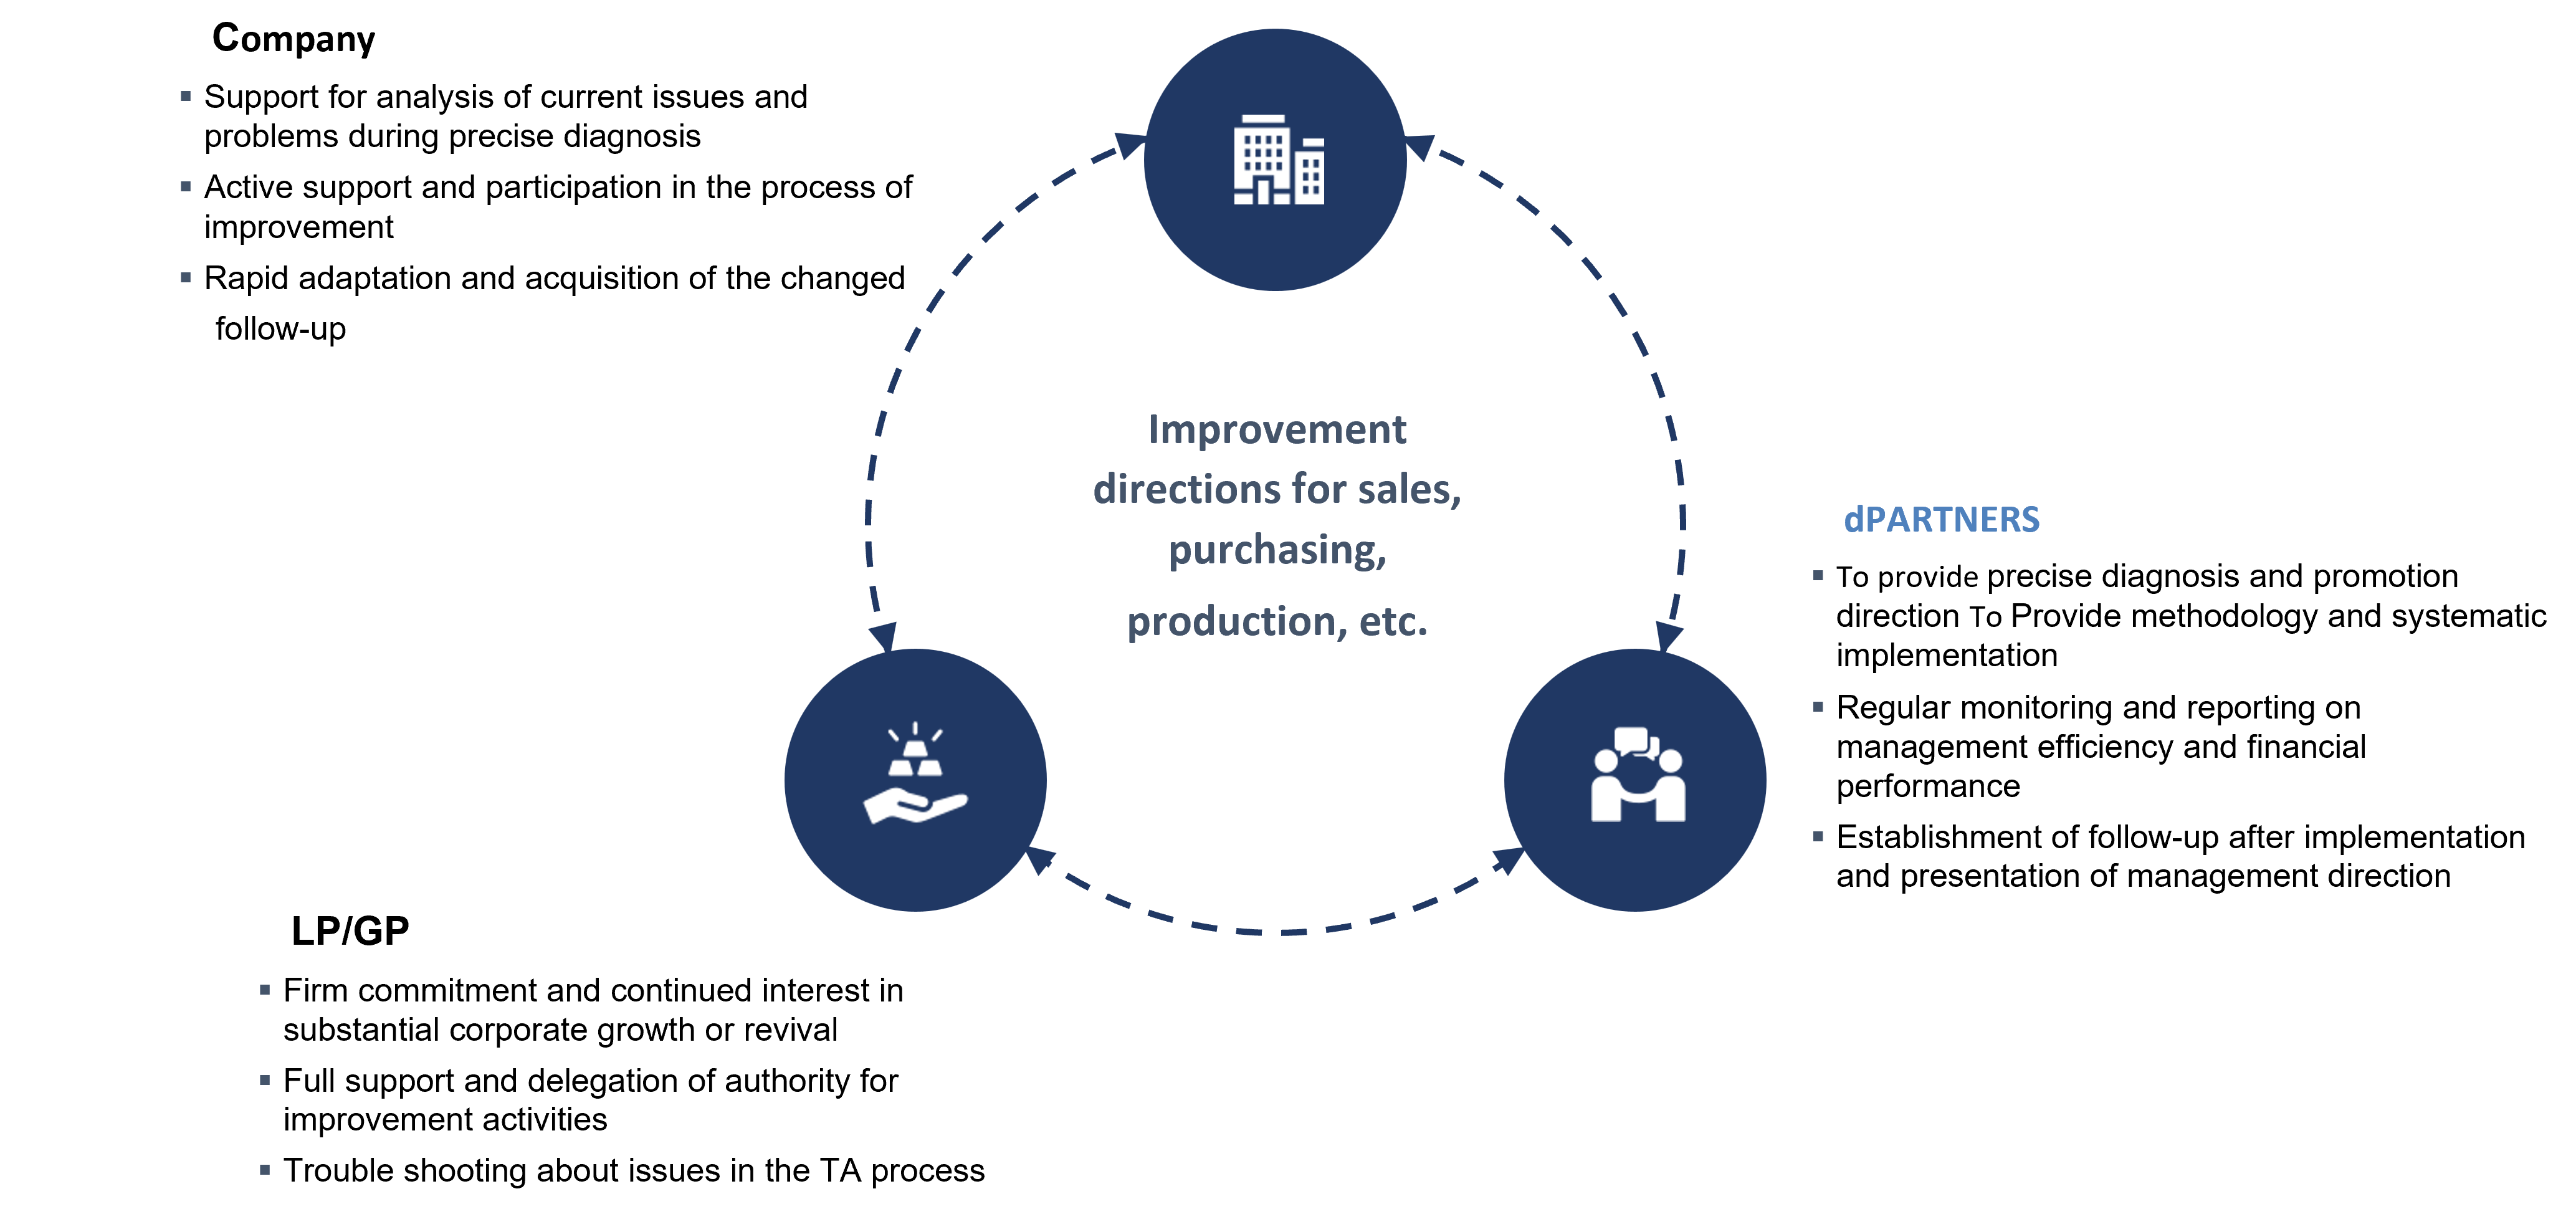 Company
▪ Support for analysis of current issues and
problems during precise diagnosis
▪ Active support and participation in the process of
improvement
▪ Rapid adaptation and acquisition of the changed
follow-up
Improvement
directions for sales,
purchasing,
production, etc.
dPARTNERS
▪ To provide precise diagnosis and promotion
direction To Provide methodology and systematic
implementation
▪ Regular monitoring and reporting on
management efficiency and financial
performance
▪ Establishment of follow-up after implementation
and presentation of management direction
LP/GP
▪ Firm commitment and continued interest in
substantial corporate growth or revival
▪ Full support and delegation of authority for
improvement activities
▪ Trouble shooting about issues in the TA process